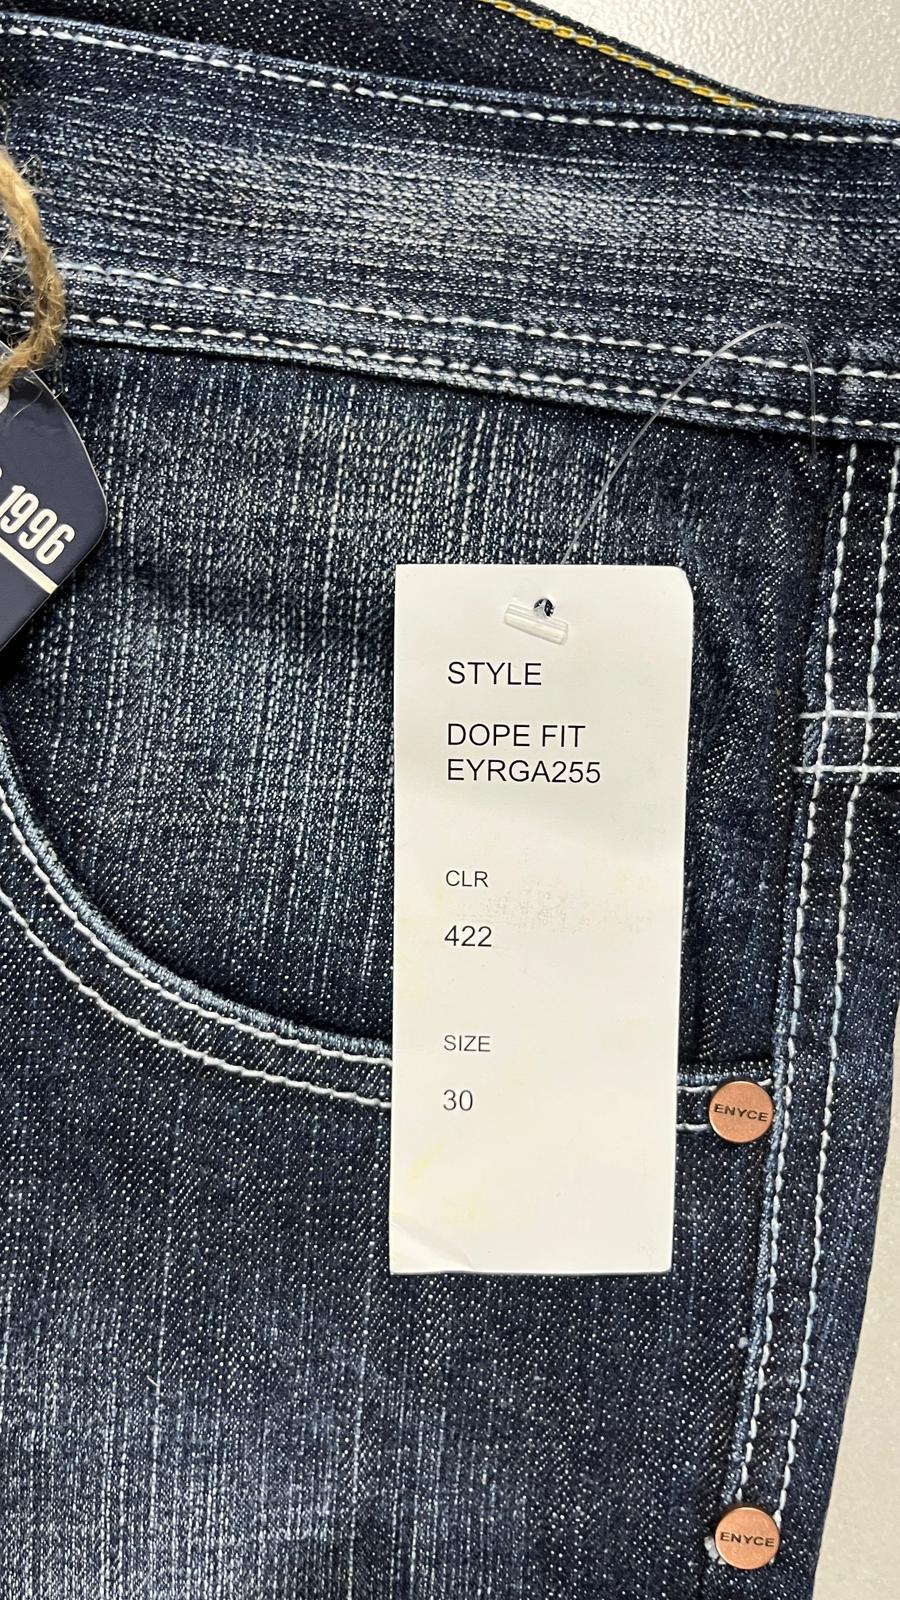 1996
STYLE
DOPE FIT
EYRGA255
CLR
422
SIZE
30
ENYCE
ENYCE